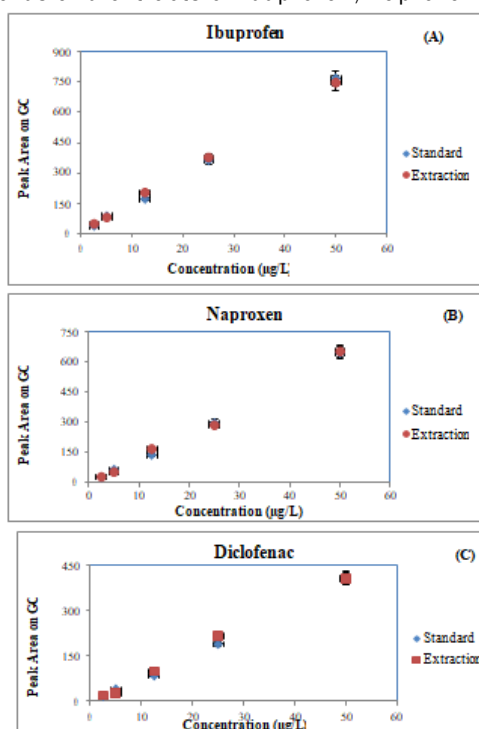 Ibuprofen (A)
900
750
600
450
300
150
0
0 10 20 30 40 50 60
Peak Area on GC
Concentration (µg/L)
Standard
Extraction
Naproxen (B)
750
600
450
300
150
0
0 10 20 30 40 50 60
Peak Area on GC
Concentration (µg/L)
Standard
Extraction
Diclofenac (C)
450
300
150
0
0 10 20 30 40 50 60
Peak Area on GC
Concentration (µg/L)
Standard
Extraction